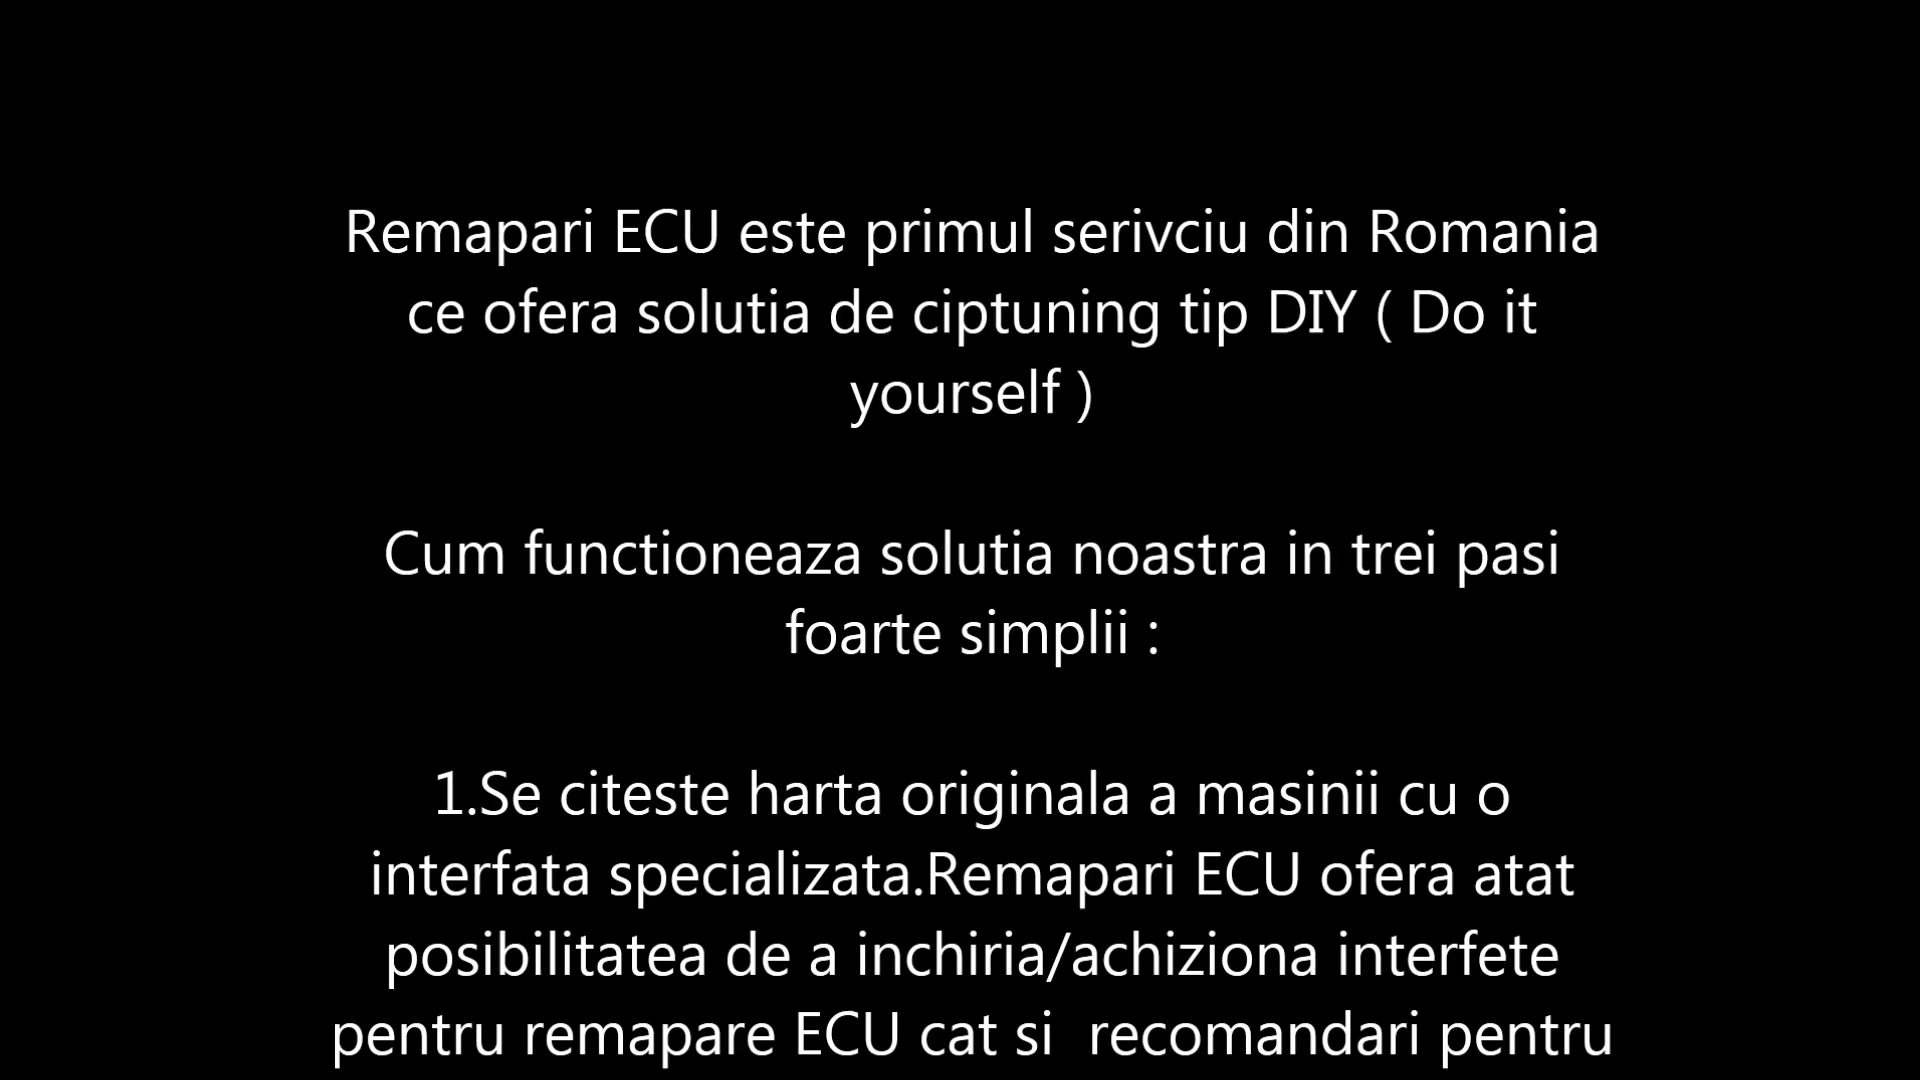 Remapari ECU este primul serivciu din Romania
ce ofera solutia de ciptuning tip DIY ( Do it
yourself )
Cum functioneaza solutia noastra in trei pasi
foarte simplii :
1.Se citeste harta originala a masinii cu o
interfata specializata.Remapari ECU ofera atat
posibilitatea de a inchiria/achiziona interfete
pentru remapare ECU cat si  recomandari pentru